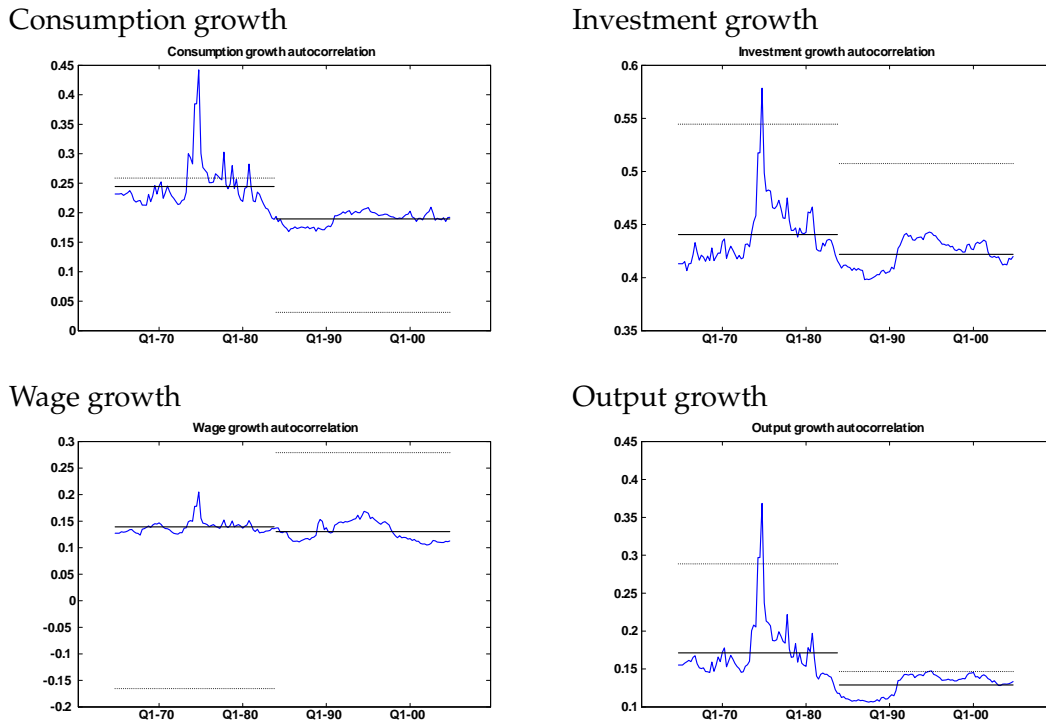 Consumption growth
Consumption growth autocorrelation
0.45
0.4
0.35
0.3
0.25
0.2
0.15
0.1
0.05
0
Q1-70 Q1-80 Q1-90 Q1-00
Investment growth
Investment growth autocorrelation
0.6
0.55
0.5
0.45
0.4
0.35
Q1-70 Q1-80 Q1-90 Q1-00
Wage growth
Wage growth autocorrelation
0.3
0.25
0.2
0.15
0.1
0.05
0
-0.05
-0.1
-0.15
-0.2
Q1-70 Q1-80 Q1-90 Q1-00
Output growth
Output growth autocorrelation
0.45
0.4
0.35
0.3
0.25
0.2
0.15
0.1
Q1-70 Q1-80 Q1-90 Q1-00